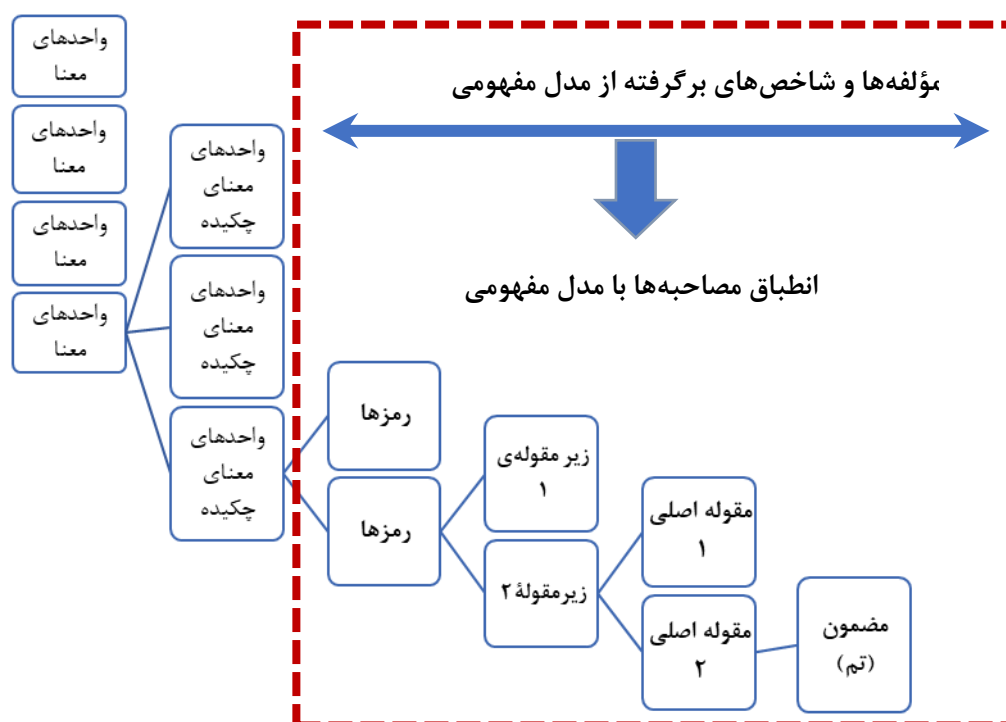 واحدهای
معنا
واحدهای
معنا
واحدهای
معنا
واحدهای
معنا
واحدهای
معنای
چکیده
واحدهای
معنای
چکیده
واحدهای
معنای
چکیده
مؤلفه‌ها و شاخص‌های برگرفته از مدل مفهومی
انطباق مصاحبه‌ها با مدل مفهومی
رمزها
رمزها
زیر مقوله‌ی
۱
زیرمقولۀ ۲
مقوله اصلی
۱
مقوله اصلی
۲
مضمون
(تم)